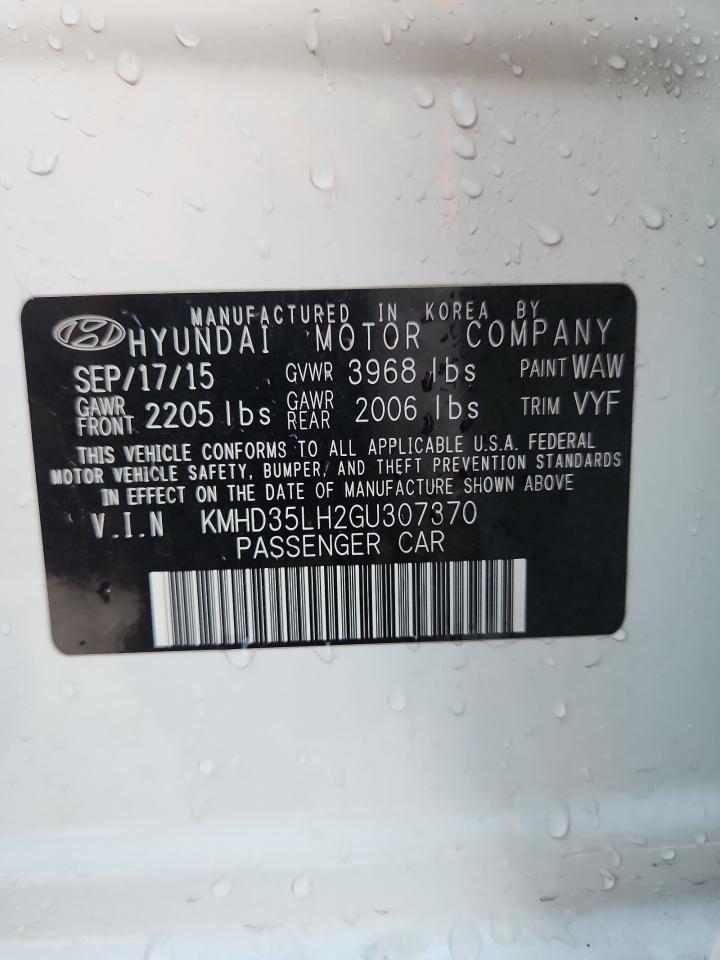 MANUFACTURED IN KOREA BY
HYUNDAI MOTOR COMPANY
SEP/17/15 GVWR 3968 lbs PAINT WAW
GAWR FRONT 2205 lbs GAWR REAR 2006 lbs TRIM VYF
THIS VEHICLE CONFORMS TO ALL APPLICABLE U.S.A. FEDERAL
MOTOR VEHICLE SAFETY, BUMPER, AND THEFT PREVENTION STANDARDS
IN EFFECT ON THE DATE OF MANUFACTURE SHOWN ABOVE
V.I.N KMHD35LH2GU307370
PASSENGER CAR